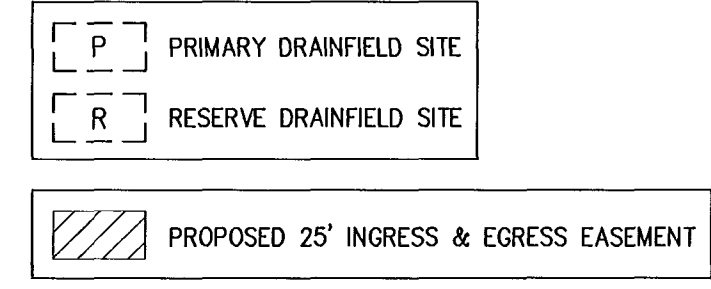 P PRIMARY DRAINFIELD SITE
R RESERVE DRAINFIELD SITE
PROPOSED 25' INGRESS & EGRESS EASEMENT